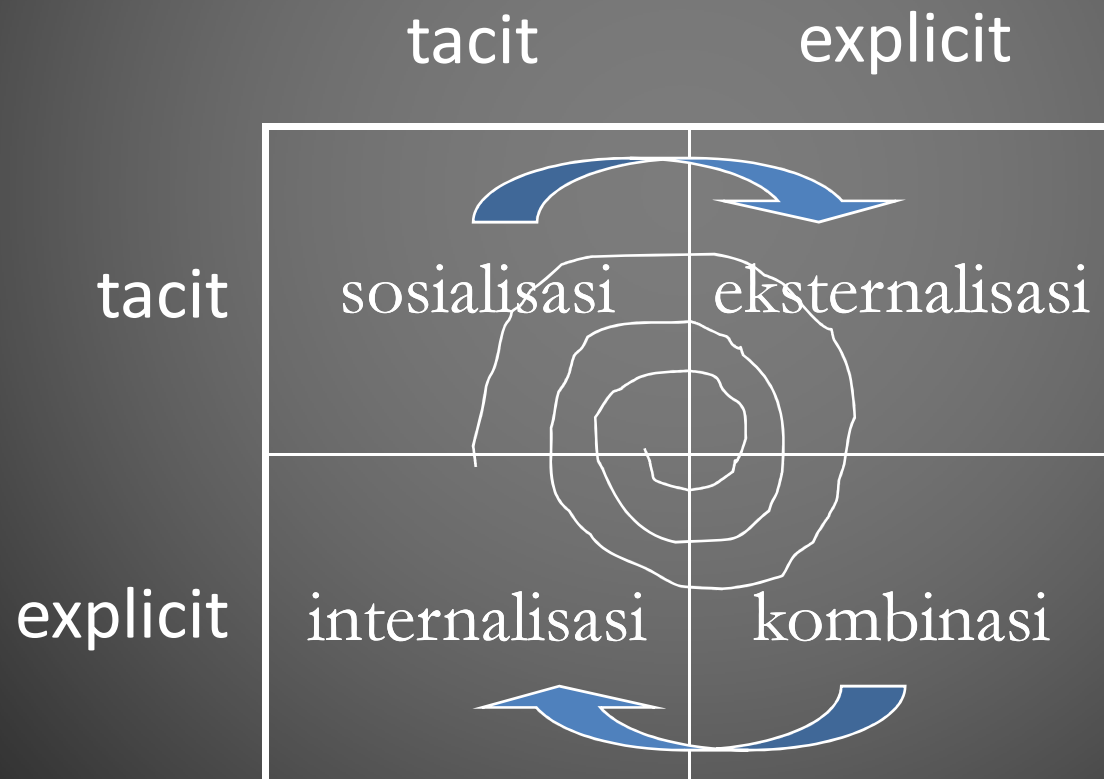 tacit explicit
tacit sosialisasi eksternalisasi
explicit internalisasi kombinasi